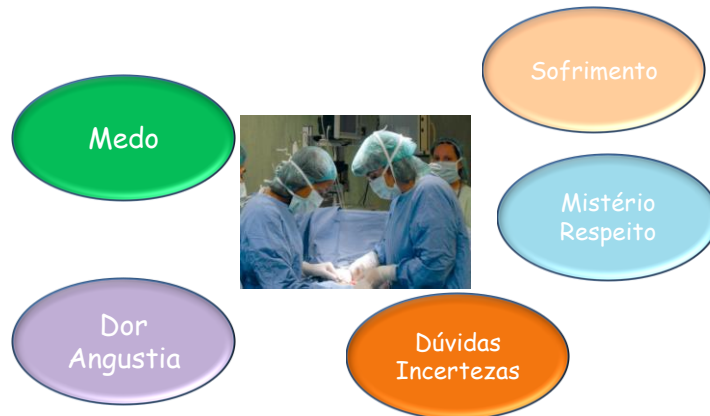 Sofrimento
Medo
Mistério
Respeito
Dor
Angustia
Dúvidas
Incertezas